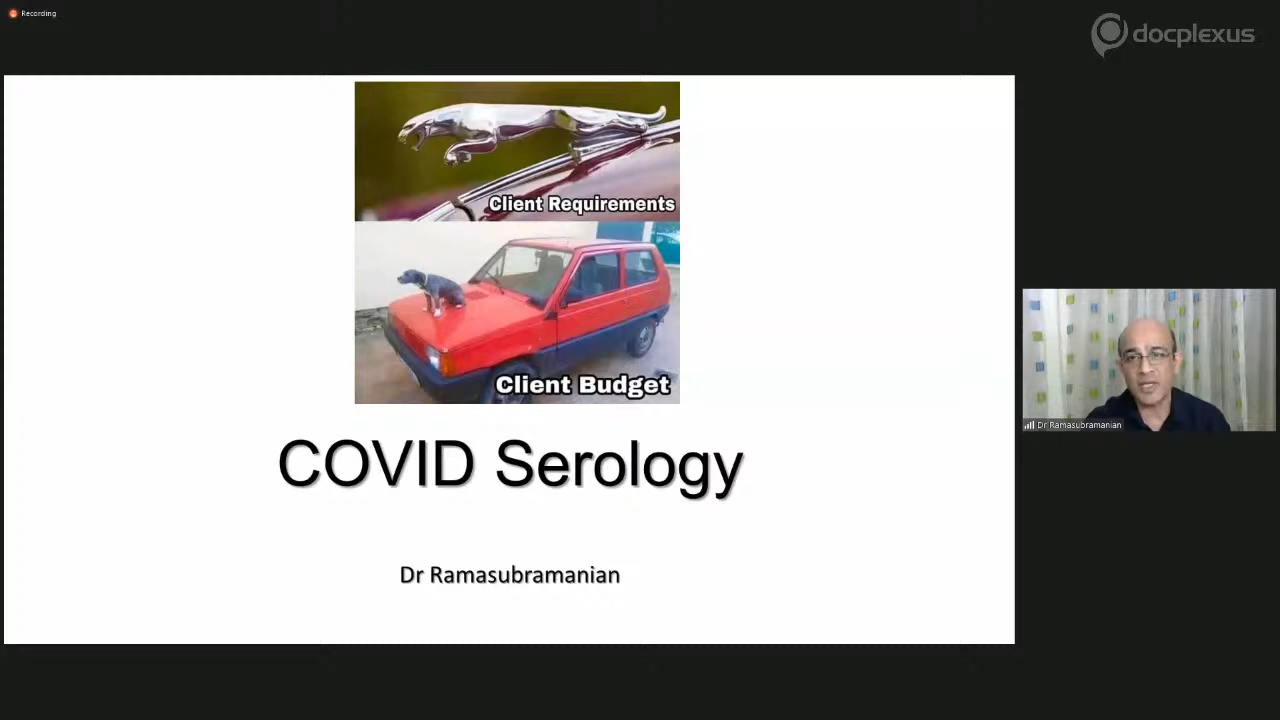 Recording
docplexus
Client Requirements
Client Budget
COVID Serology
Dr Ramasubramanian
Dr Ramasubramanian